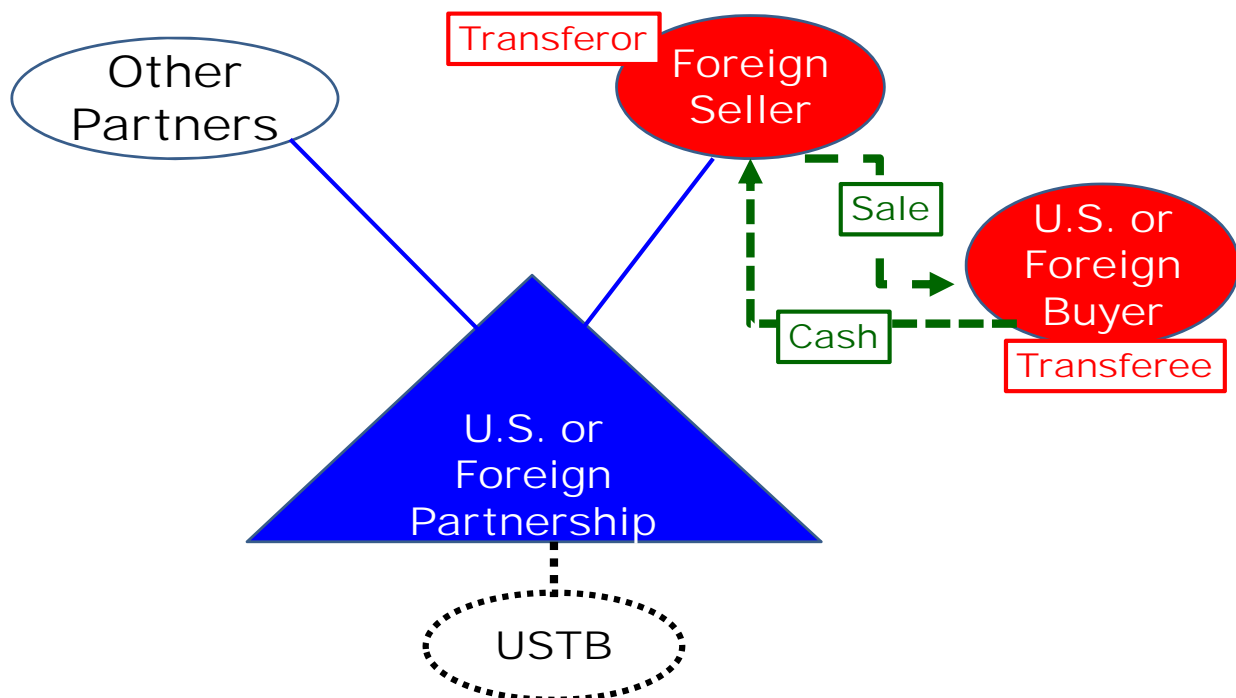 Transferor
Other
Partners
Foreign
Seller
Sale
U.S. or
Foreign
Buyer
Cash
Transferee
U.S. or
Foreign
Partnership
USTB